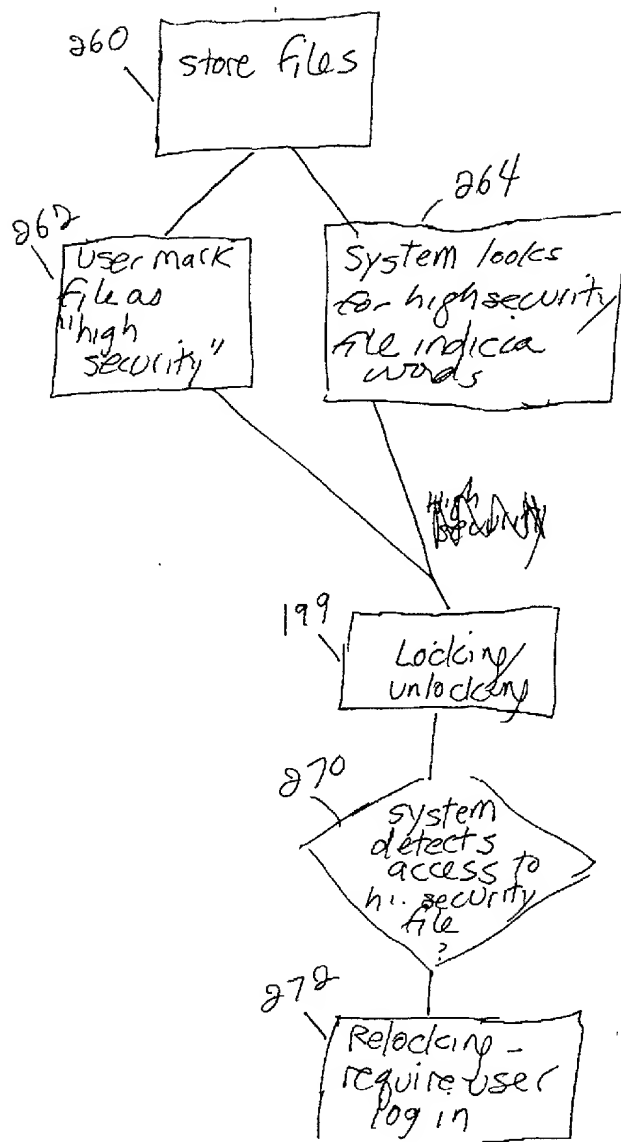 260
store files
264
262
user mark
file as
"high
security"
System looks
for high security
file indicia
words
199
Locking/
unlocking
270
system
detects
access to
hi. security
file
?
272
Relocking -
require user
log in